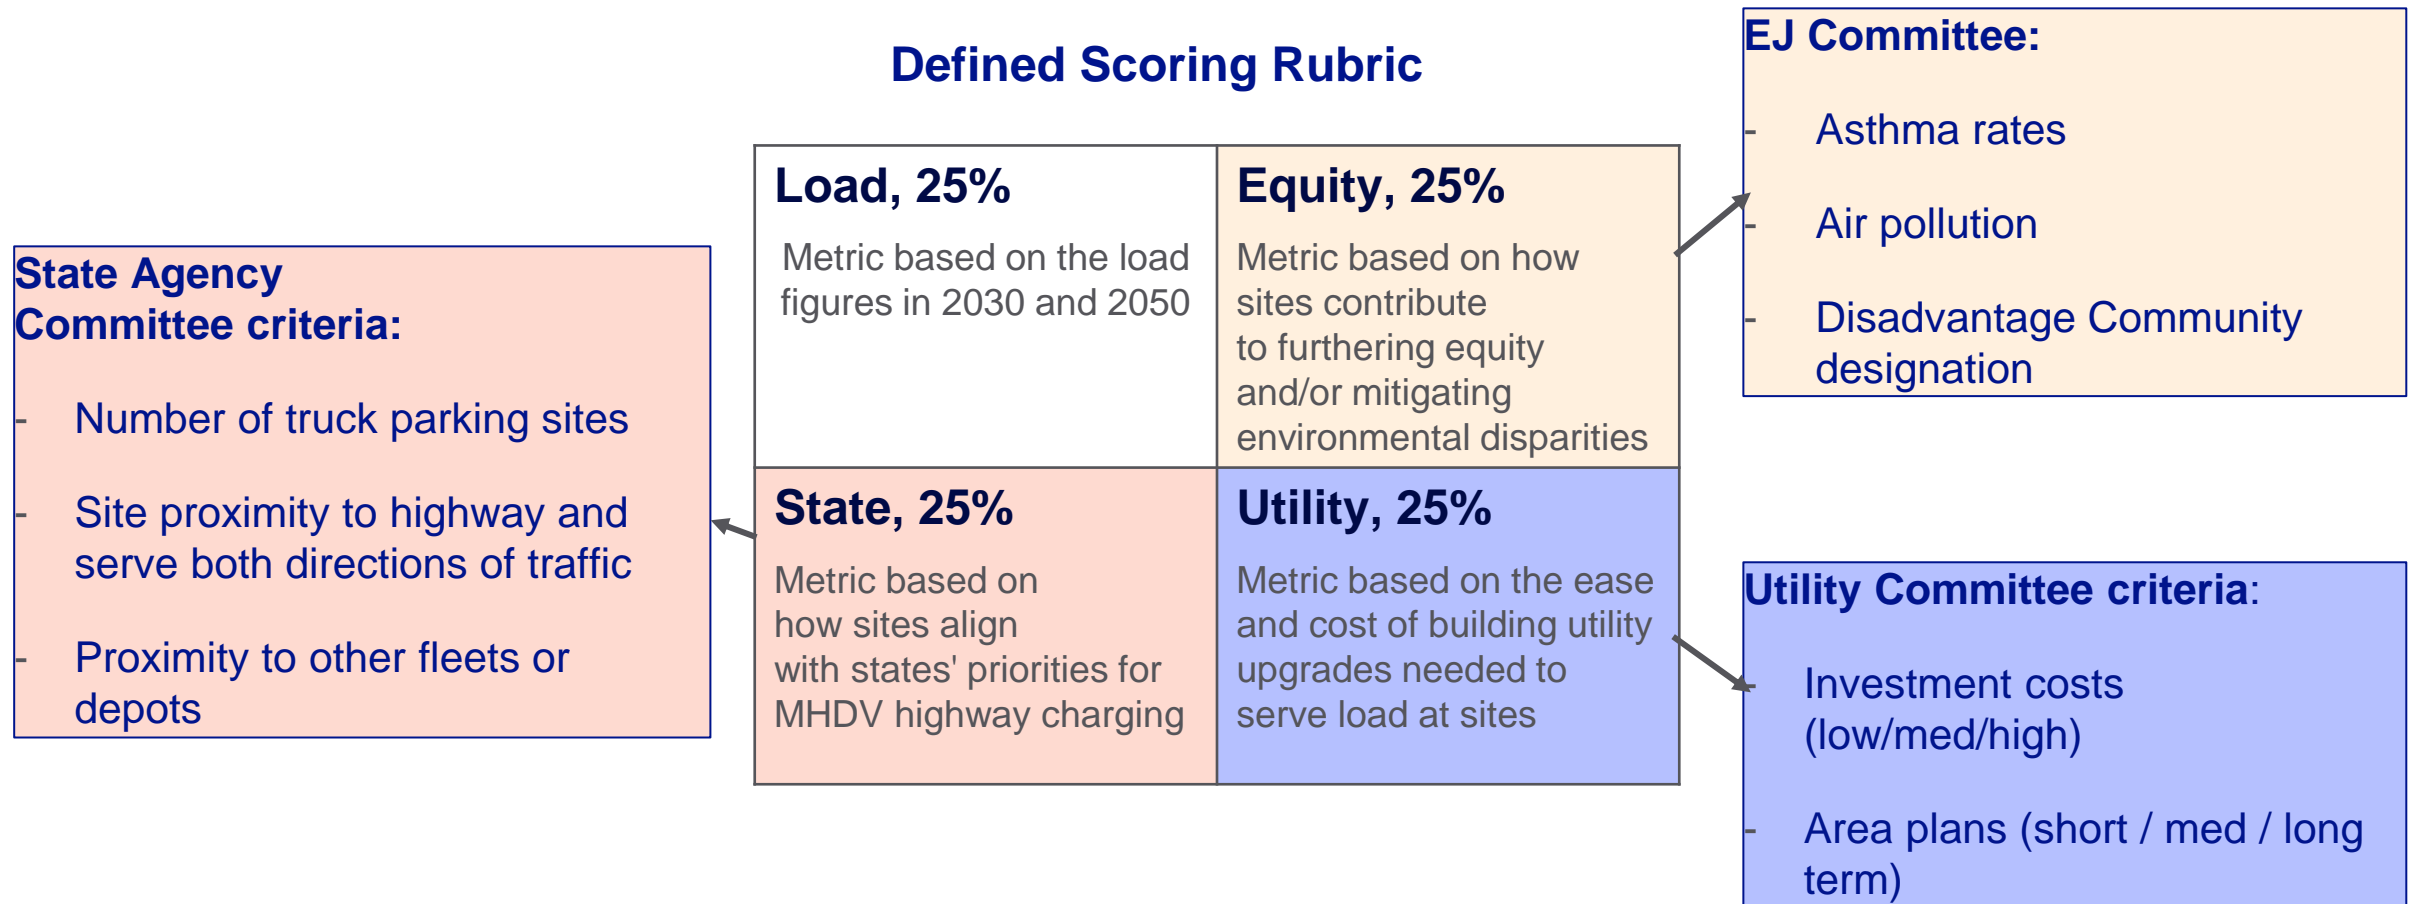 Defined Scoring Rubric
State Agency
Committee criteria:
- Number of truck parking sites
- Site proximity to highway and
serve both directions of traffic
- Proximity to other fleets or
depots
Load, 25%
Metric based on the load
figures in 2030 and 2050
Equity, 25%
Metric based on how
sites contribute
to furthering equity
and/or mitigating
environmental disparities
State, 25%
Metric based on
how sites align
with states' priorities for
MHDV highway charging
Utility, 25%
Metric based on the ease
and cost of building utility
upgrades needed to
serve load at sites
EJ Committee:
- Asthma rates
- Air pollution
- Disadvantage Community
designation
Utility Committee criteria:
- Investment costs
(low/med/high)
- Area plans (short / med / long
term)